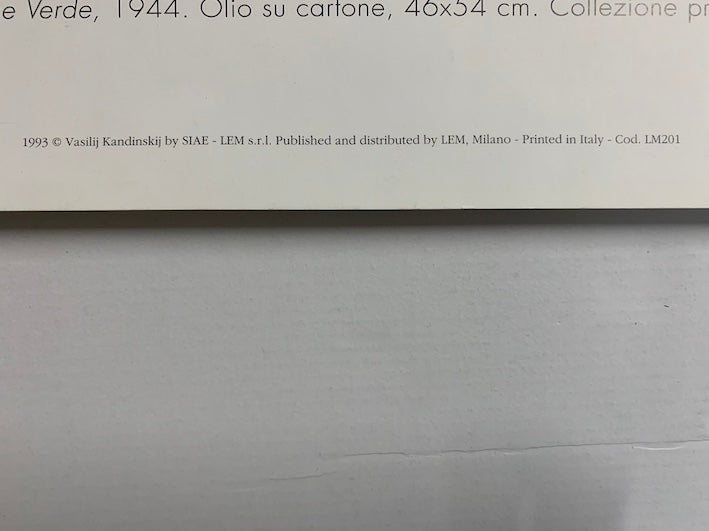 e Verde, 1944. Olio su cartone, 46x54 cm. Collezione pr
1993 © Vasilij Kandinskij by SIAE - LEM s.r.l. Published and distributed by LEM, Milano - Printed in Italy - Cod. LM201